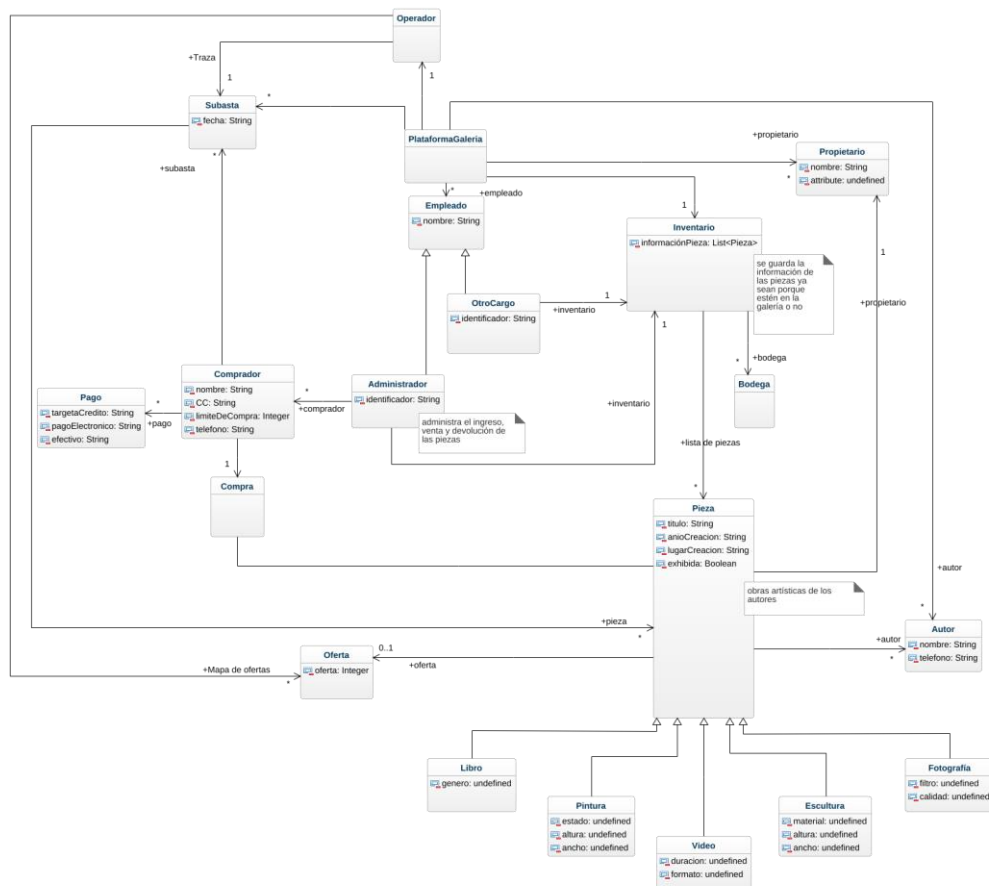 Operador
+Traza
1
1
Subasta
fecha: String
*
PlataformaGaleria
+propietario
Propietario
nombre: String
attribute: undefined
*
*
+subasta
*
+empleado
Empleado
nombre: String
1
Inventario
informaciónPieza: List<Pieza>
se guarda la
información de
las piezas ya
sean porque
estén en la
galería o no
1
+propietario
OtroCargo
identificador: String
1
+inventario
1
+bodega
*
Bodega
Comprador
nombre: String
CC: String
limiteDeCompra: Integer
telefono: String
*
+comprador
Administrador
identificador: String
administra el ingreso,
venta y devolución de
las piezas
+inventario
Pago
targetaCredito: String
pagoElectronico: String
efectivo: String
*
+pago
+lista de piezas
*
1
Compra
Pieza
titulo: String
anioCreacion: String
lugarCreacion: String
exhibida: Boolean
obras artísticas de los
autores
+autor
*
+pieza
*
Autor
nombre: String
telefono: String
+autor
*
0..1
+oferta
Oferta
oferta: Integer
+Mapa de ofertas
*
Libro
genero: undefined
Pintura
estado: undefined
altura: undefined
ancho: undefined
Video
duracion: undefined
formato: undefined
Escultura
material: undefined
altura: undefined
ancho: undefined
Fotografía
filtro: undefined
calidad: undefined